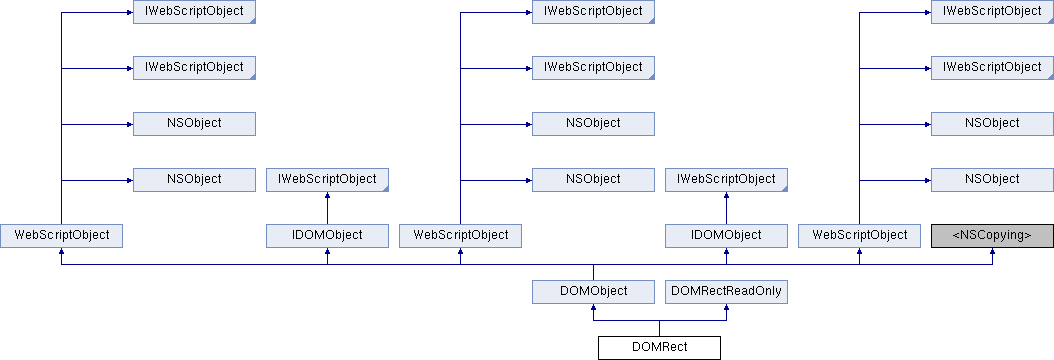 IWebScriptObject IWebScriptObject IWebScriptObject
IWebScriptObject IWebScriptObject IWebScriptObject
NSObject NSObject NSObject
NSObject IWebScriptObject NSObject IWebScriptObject NSObject
WebScriptObject IDOMObject WebScriptObject IDOMObject WebScriptObject <NSCopying>
DOMObject DOMRectReadOnly
DOMRect